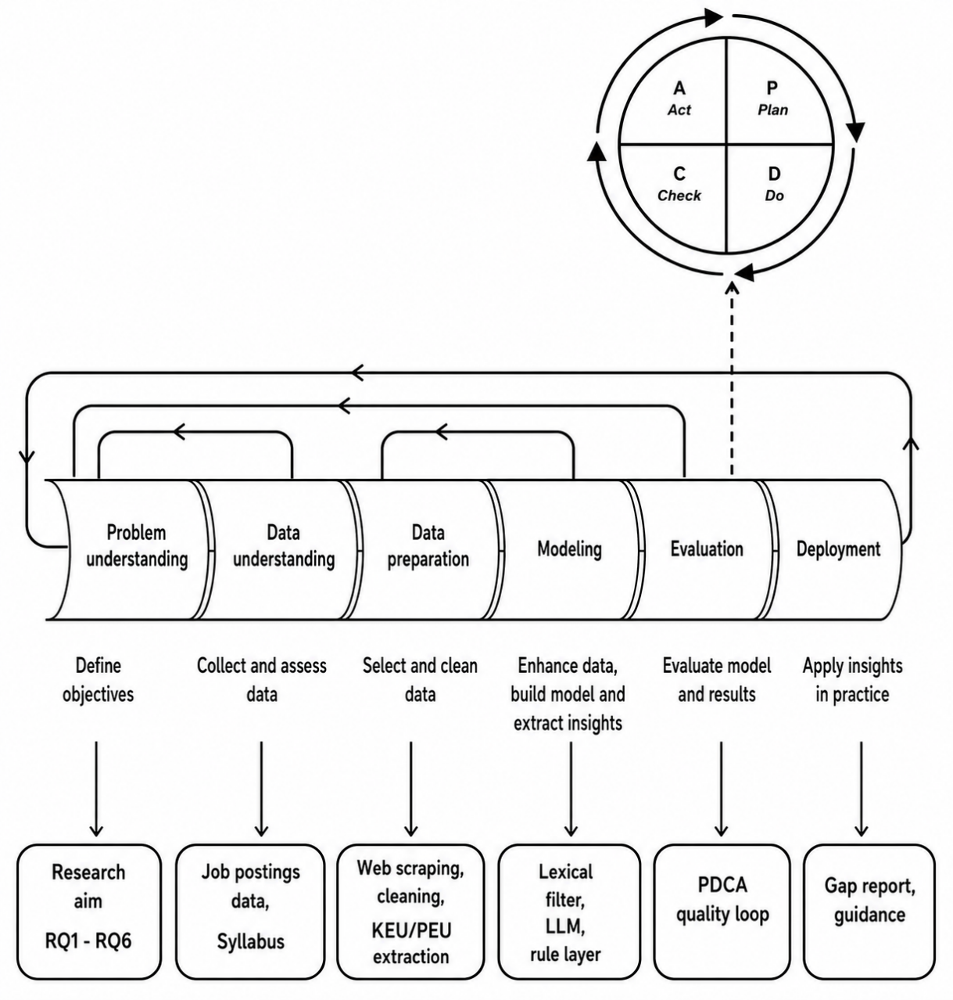 A
Act
P
Plan
C
Check
D
Do
Problem
understanding
Data
understanding
Data
preparation
Modeling
Evaluation
Deployment
Define
objectives
Collect and assess
data
Select and clean
data
Enhance data,
build model and
extract insights
Evaluate model
and results
Apply insights
in practice
Research
aim
RQ1 - RQ6
Job postings
data,
Syllabus
Web scraping,
cleaning,
KEU/PEU
extraction
Lexical
filter,
LLM,
rule layer
PDCA
quality loop
Gap report,
guidance